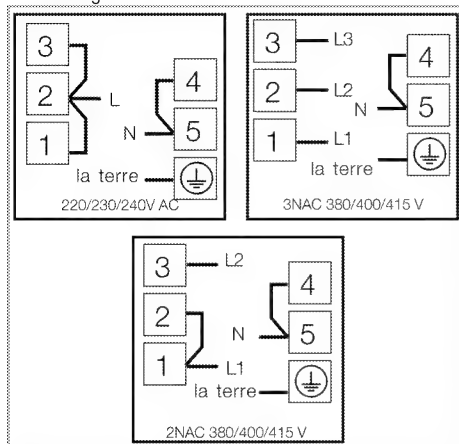 3
2
L
4
1
N
5
la terre
220/230/240V AC
3
L3
4
2
L2
N
5
1
L1
la terre
3NAC 380/400/415 V
3
L2
4
2
N
5
1
L1
la terre
2NAC 380/400/415 V